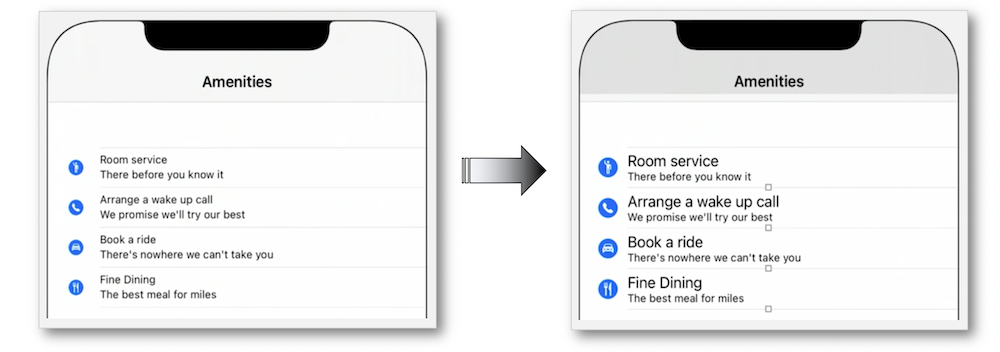 Amenities
Room service
There before you know it
Arrange a wake up call
We promise we'll try our best
Book a ride
There's nowhere we can't take you
Fine Dining
The best meal for miles
Amenities
Room service
There before you know it
Arrange a wake up call
We promise we'll try our best
Book a ride
There's nowhere we can't take you
Fine Dining
The best meal for miles